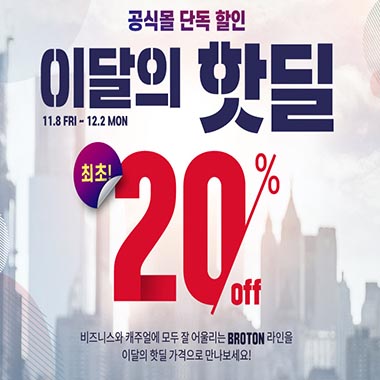 공식몰 단독 할인
이달의 핫딜
11.8 FRI - 12.2 MON
최초!
20% off
비즈니스와 캐주얼에 모두 잘 어울리는 BROTON 라인을
이달의 핫딜 가격으로 만나보세요!